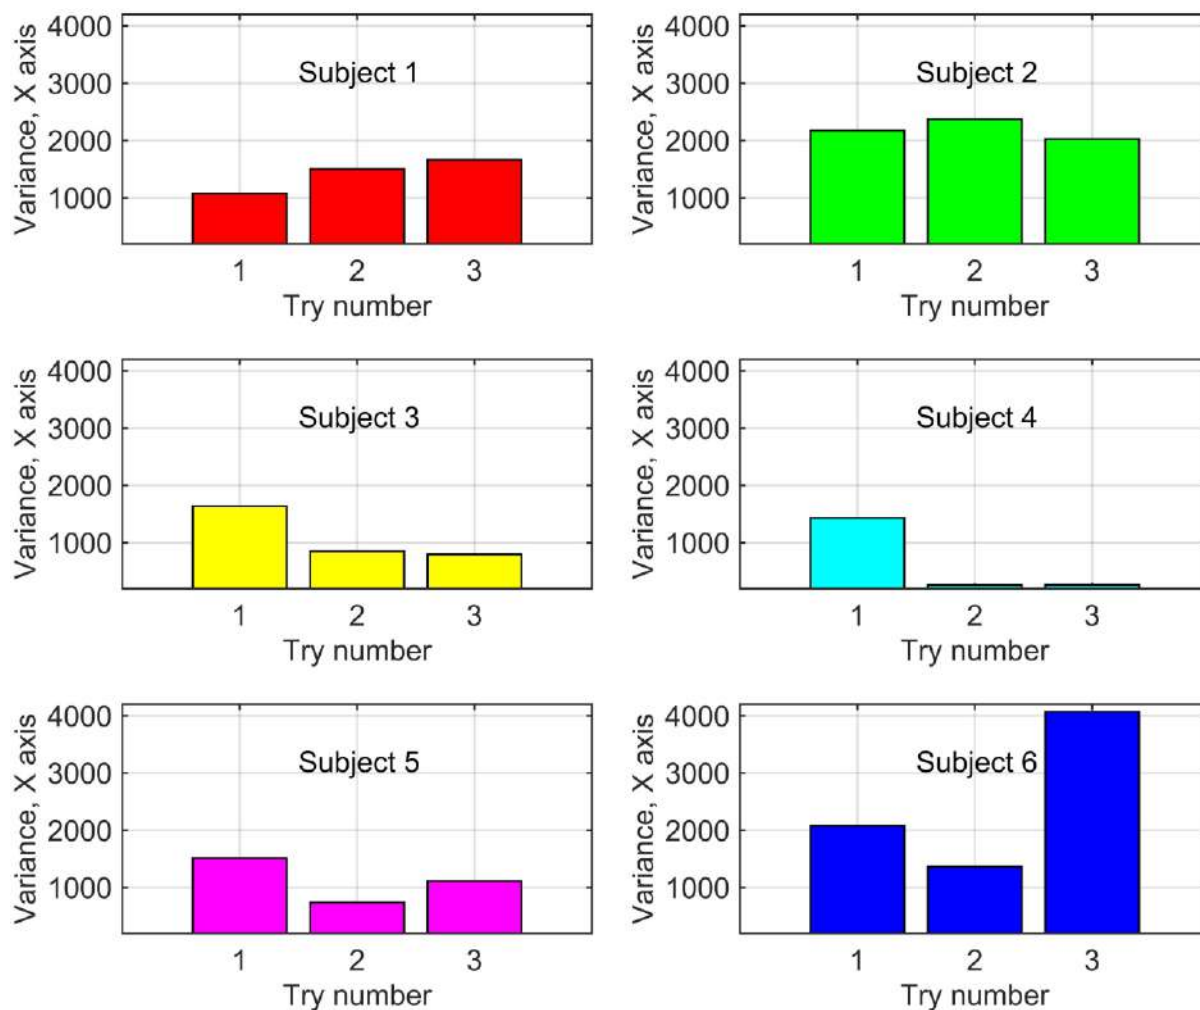 4000
3000
2000
1000
Variance, X axis
Subject 1
1 2 3
Try number
4000
3000
2000
1000
Variance, X axis
Subject 2
1 2 3
Try number
4000
3000
2000
1000
Variance, X axis
Subject 3
1 2 3
Try number
4000
3000
2000
1000
Variance, X axis
Subject 4
1 2 3
Try number
4000
3000
2000
1000
Variance, X axis
Subject 5
1 2 3
Try number
4000
3000
2000
1000
Variance, X axis
Subject 6
1 2 3
Try number